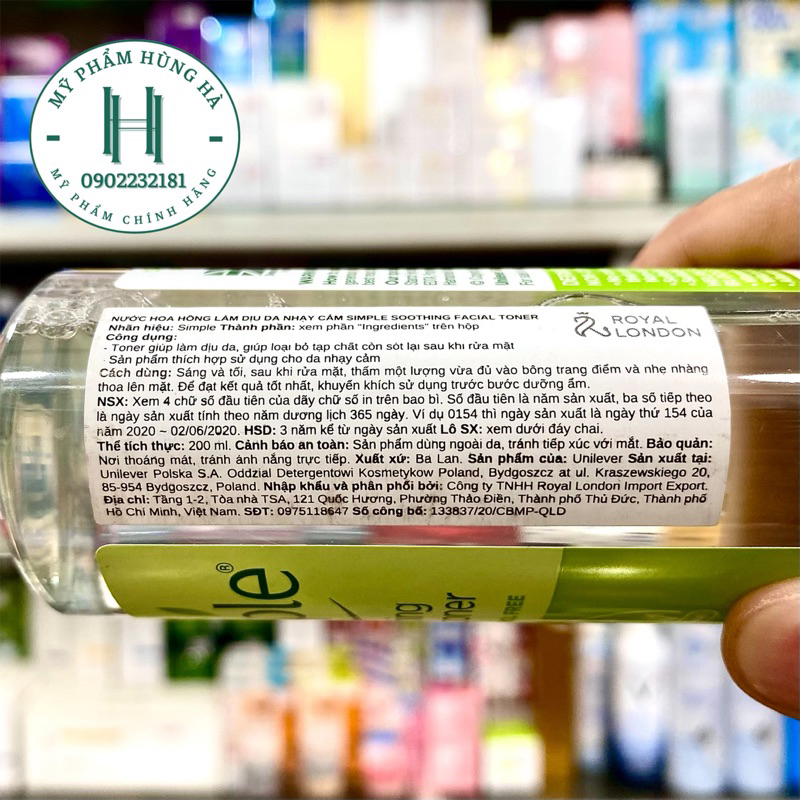 MỸ PHẨM HÙNG HÀ
0902232181
MỸ PHẨM CHÍNH HÃNG
NƯỚC HOA HỒNG LÀM DỊU DA NHẠY CẢM SIMPLE SOOTHING FACIAL TONER
Nhãn hiệu: Simple Thành phần: xem phần "Ingredients" trên hộp
Công dụng:
- Toner giúp làm dịu da, giúp loại bỏ tạp chất còn sót lại sau khi rửa mặt
- Sản phẩm thích hợp sử dụng cho da nhạy cảm
ROYAL
LONDON
Cách dùng: Sáng và tối, sau khi rửa mặt, thấm một lượng vừa đủ vào bông trang điểm và nhẹ nhàng
thoa lên mặt. Để đạt kết quả tốt nhất, khuyến khích sử dụng trước bước dưỡng ẩm.
NSX: Xem 4 chữ số đầu tiên của dãy chữ số in trên bao bì. Số đầu tiên là năm sản xuất, ba số tiếp theo
là ngày sản xuất tính theo năm dương lịch 365 ngày. Ví dụ 0154 thì ngày sản xuất là ngày thứ 154 của
năm 2020 ~ 02/06/2020. HSD: 3 năm kể từ ngày sản xuất Lô SX: xem dưới đáy chai.
Thể tích thực: 200 ml. Cảnh báo an toàn: Sản phẩm dùng ngoài da, tránh tiếp xúc với mắt. Bảo quản:
Nơi thoáng mát, tránh ánh nắng trực tiếp. Xuất xứ: Ba Lan. Sản phẩm của: Unilever Sản xuất tại:
Unilever Polska S.A. Oddzial Detergentowi Kosmetykow Poland, Bydgoszcz at ul. Kraszewskiego 20,
85-954 Bydgoszcz, Poland. Nhập khẩu và phân phối bởi: Công ty TNHH Royal London Import Export.
Địa chỉ: Tầng 1-2, Tòa nhà TSA, 121 Quốc Hương, Phường Thảo Điền, Thành phố Thủ Đức, Thành phố
Hồ Chí Minh, Việt Nam. SĐT: 0975118647 Số công bố: 133837/20/CBMP-QLD